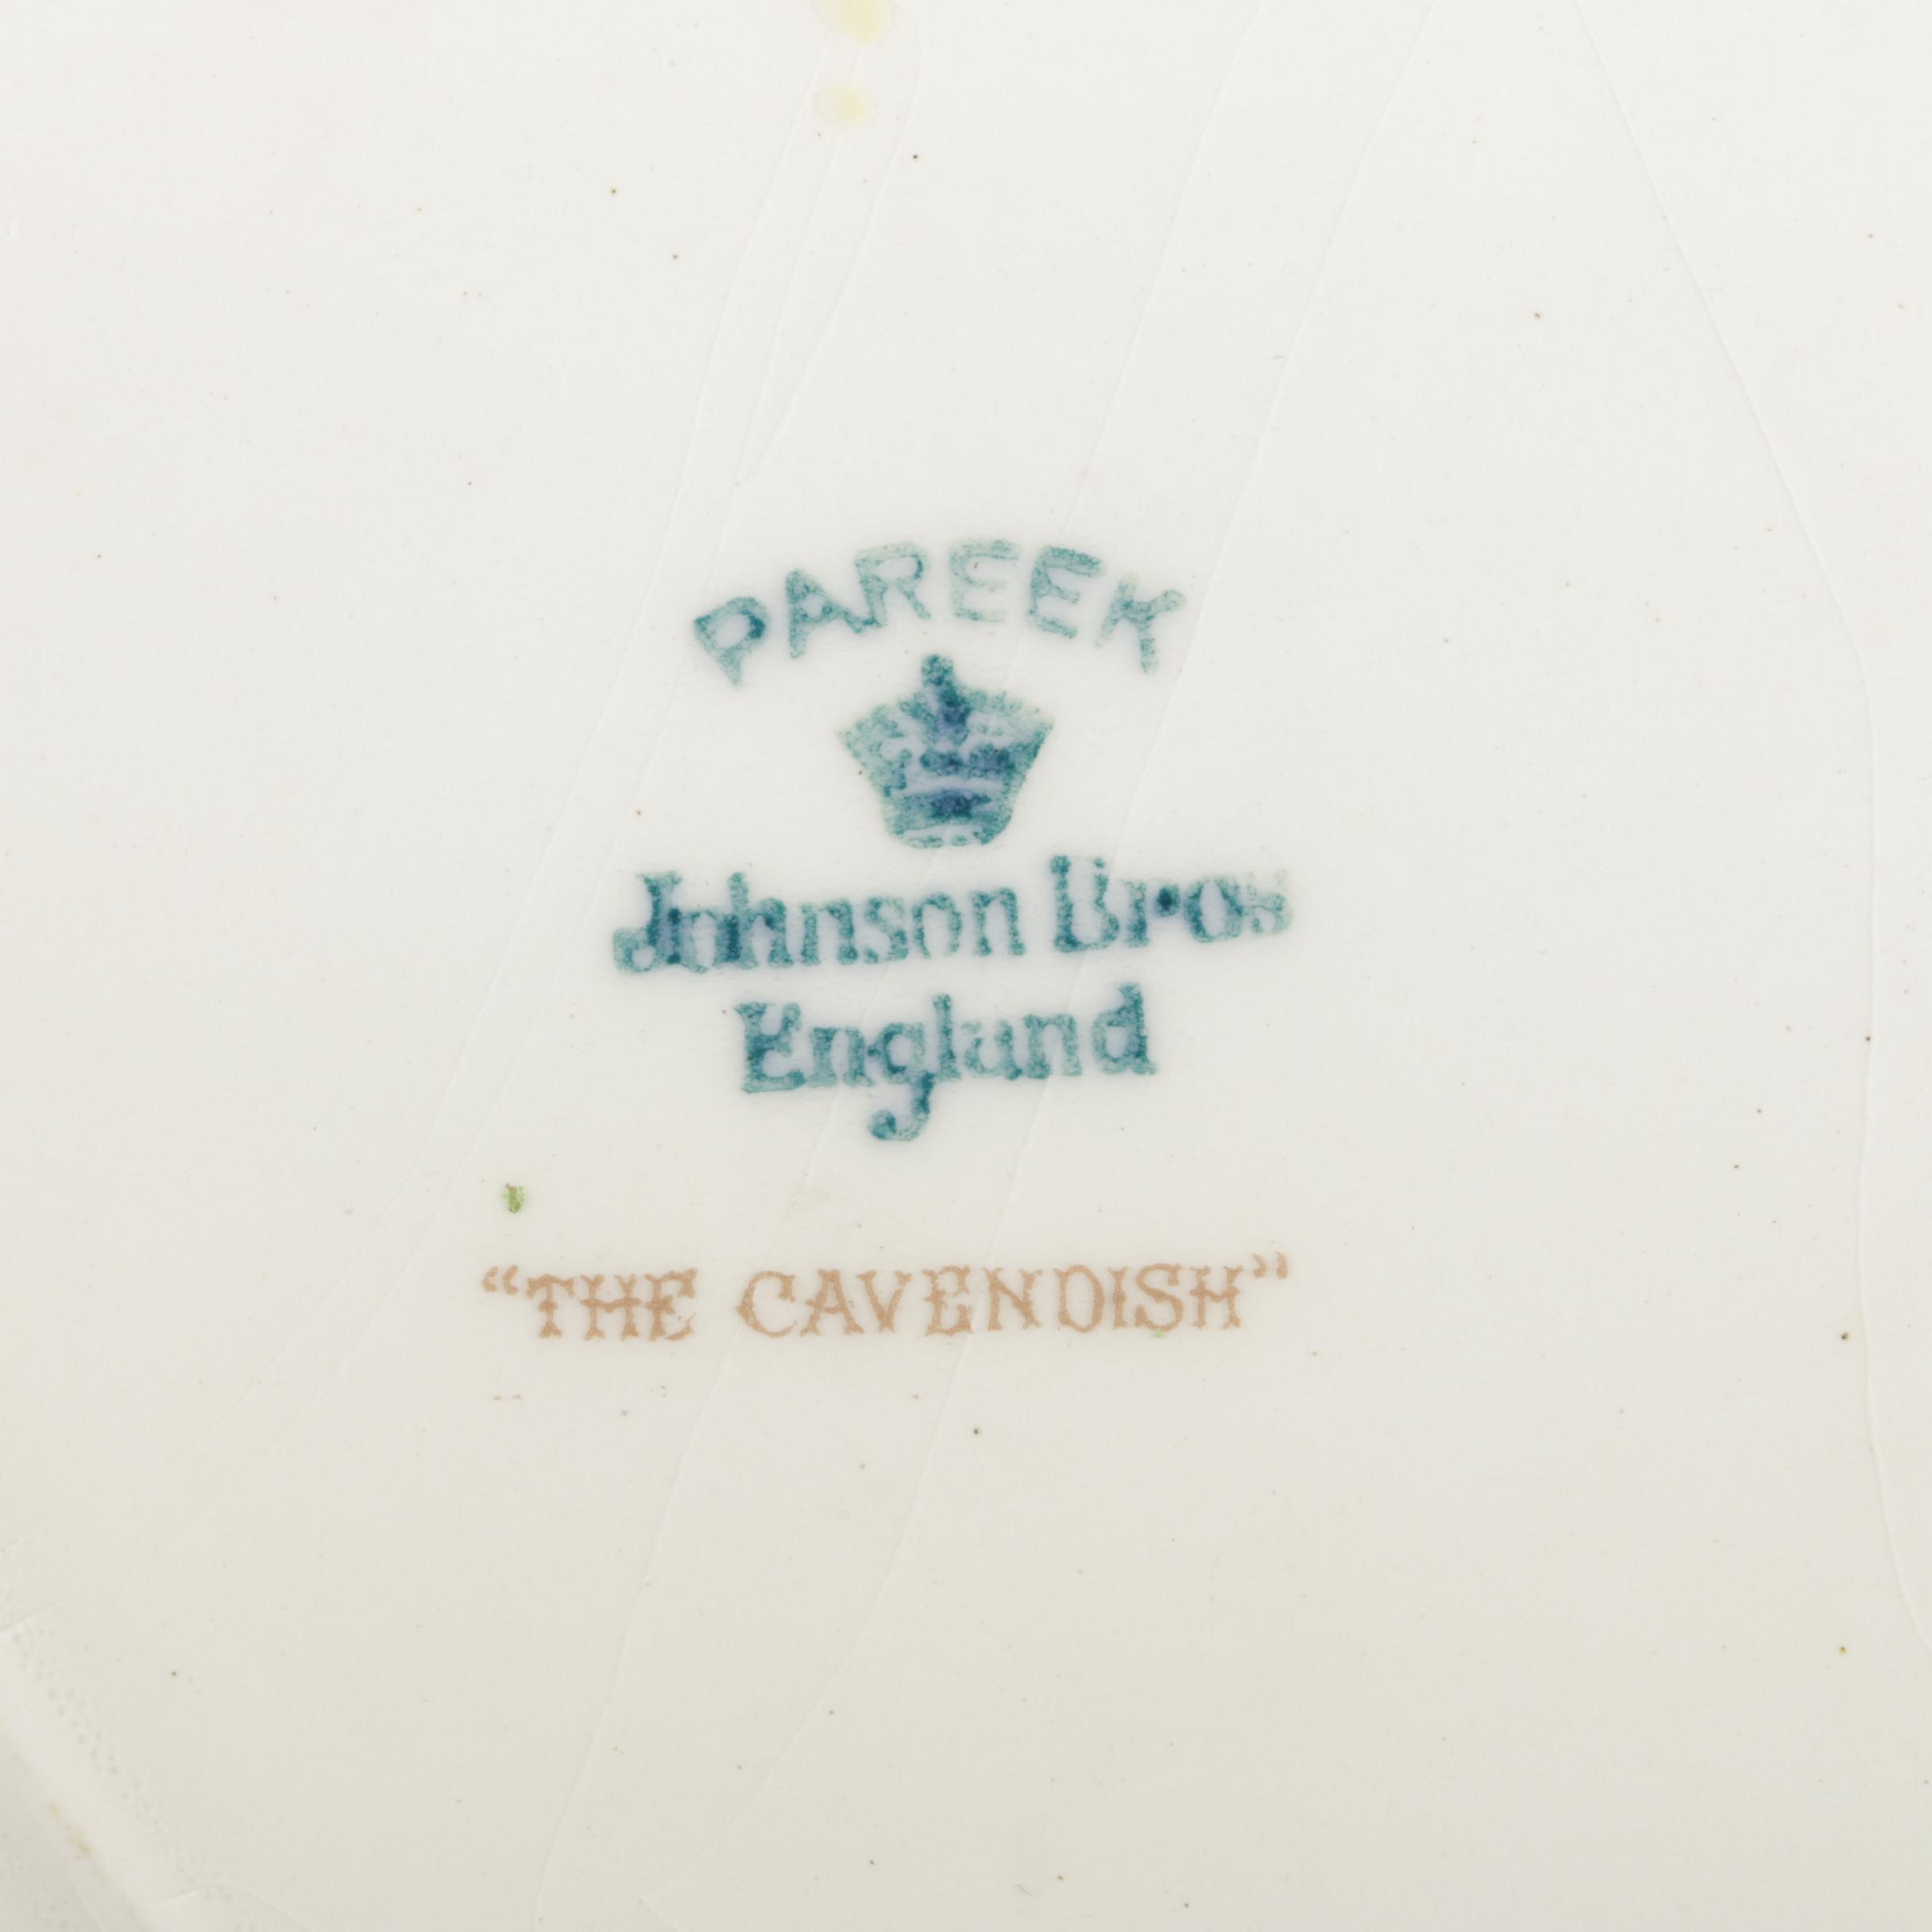 PAREEK
Johnson Bros
England
“THE CAVENDISH”